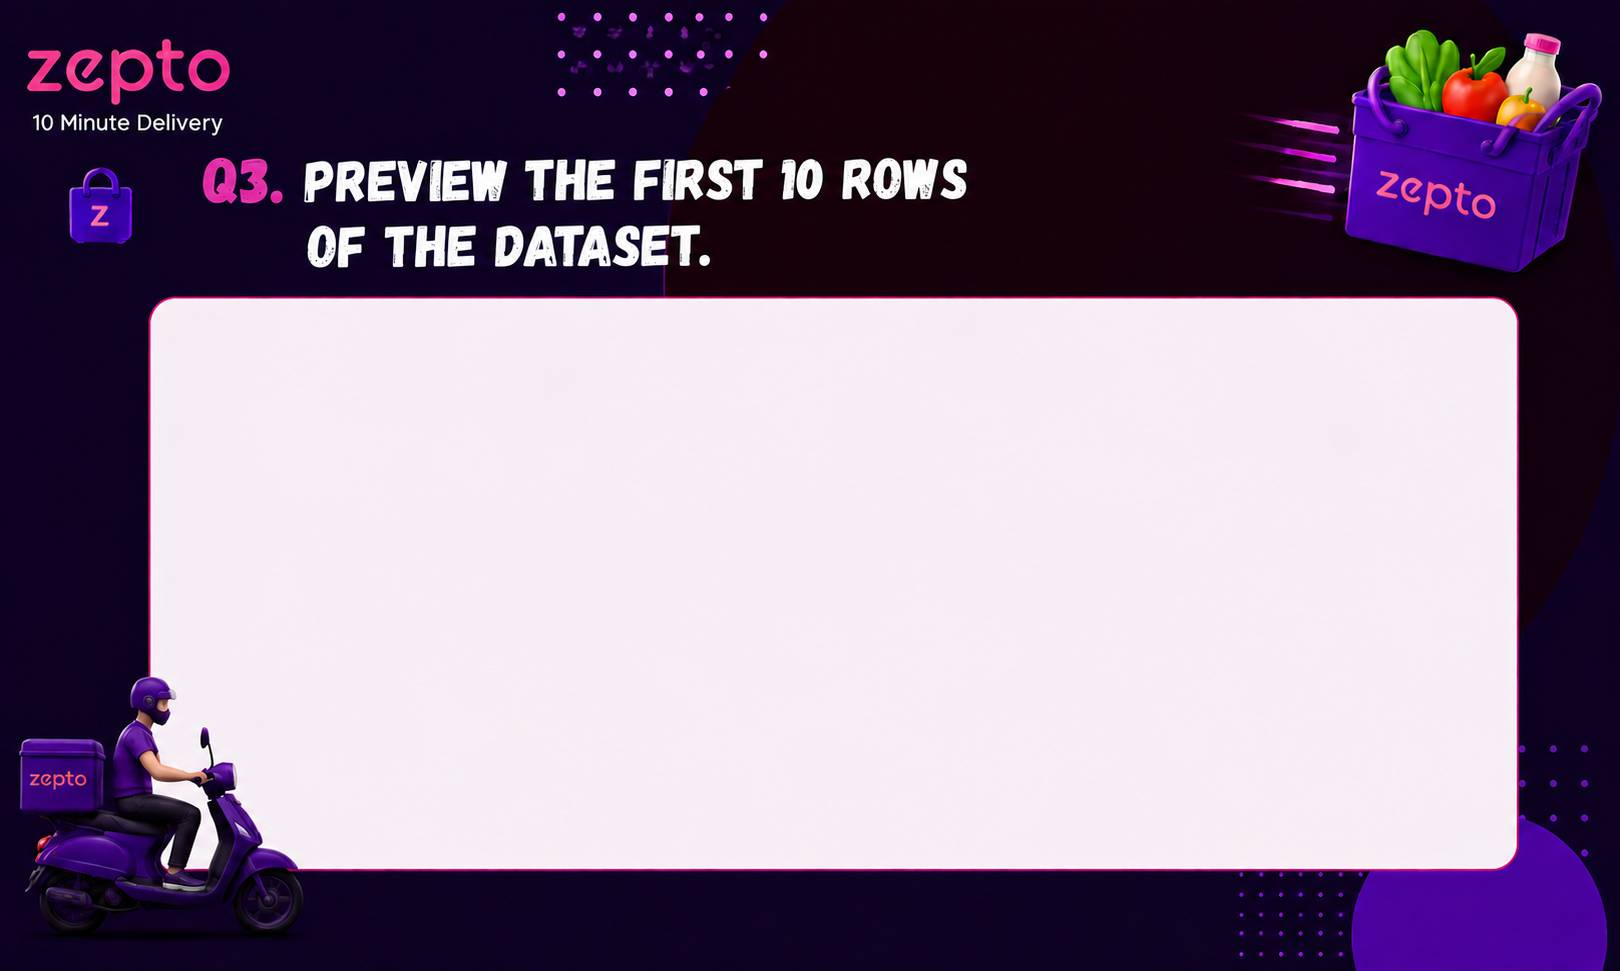 zepto
10 Minute Delivery
zepto
Z
Q3. PREVIEW THE FIRST 10 ROWS
OF THE DATASET.
zepto